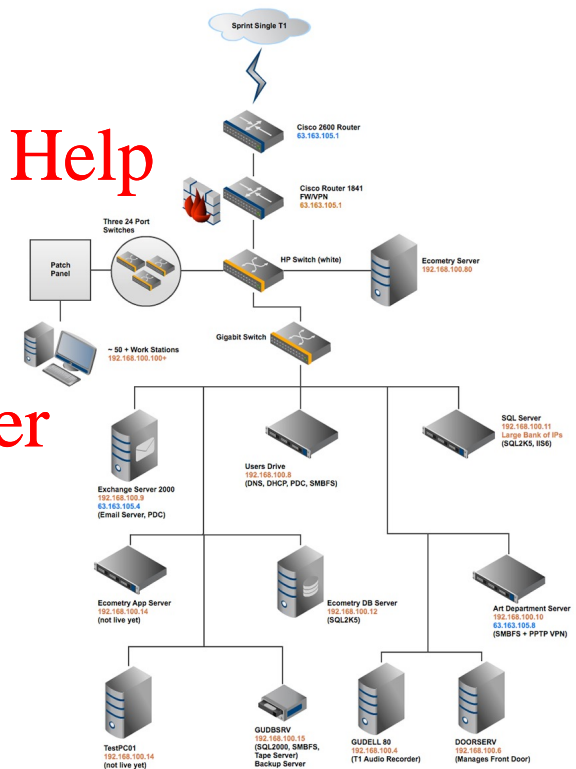 Sprint Single T1
Cisco 2600 Router
63.163.105.1
Help
Cisco Router 1841
FW/VPN
63.163.105.1
Three 24 Port
Switches
HP Switch (white)
Patch
Panel
Ecometry Server
192.168.100.80
Gigabit Switch
~ 50 + Work Stations
192.168.100.100+
er
SQL Server
192.168.100.11
Large Bank of IPs
(SQL2K5, IIS6)
Users Drive
192.168.100.8
(DNS, DHCP, PDC, SMBFS)
Exchange Server 2000
192.168.100.9
63.163.105.4
(Email Server, PDC)
Ecometry App Server
192.168.100.14
(not live yet)
Ecometry DB Server
192.168.100.12
(SQL2K5)
Art Department Server
192.168.100.10
63.163.105.8
(SMBFS + PPTP VPN)
TestPC01
192.168.100.14
(not live yet)
GUDBSRV
192.168.100.15
(SQL2000, SMBFS,
Tape Server)
Backup Server
GUDELL 80
192.168.100.4
(T1 Audio Recorder)
DOORSERV
192.168.100.6
(Manages Front Door)